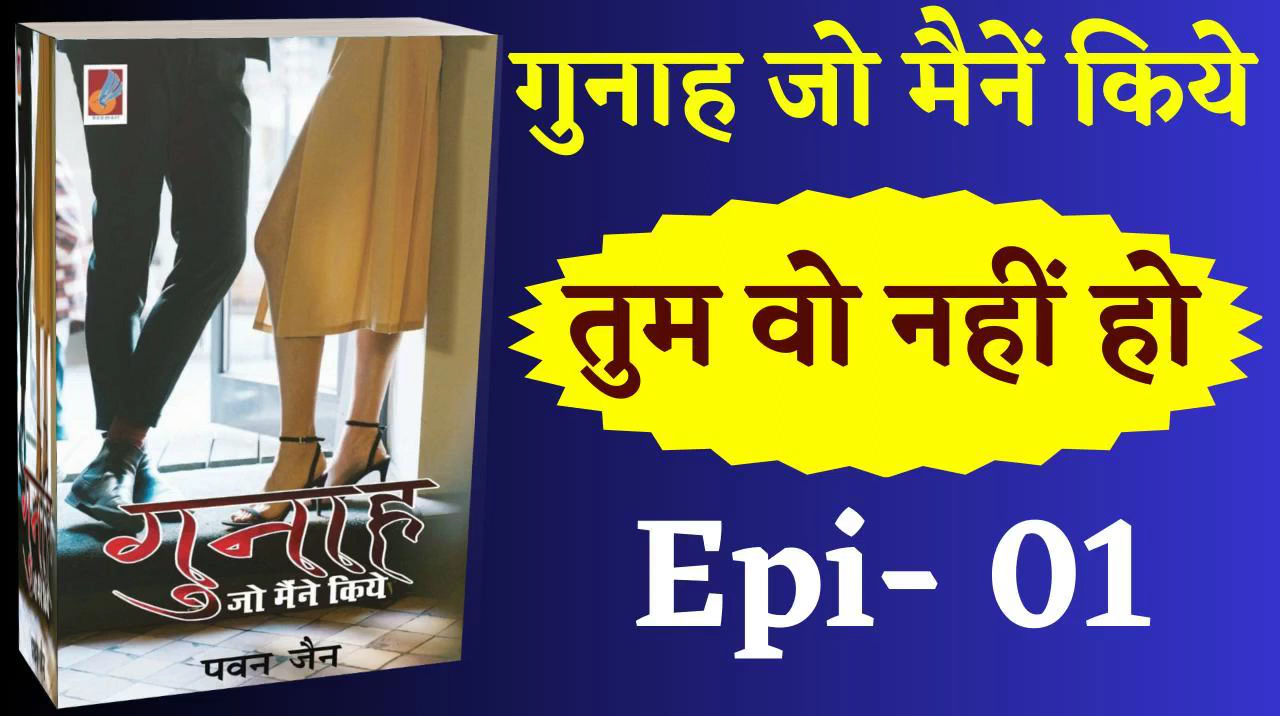 गुनाह
जो मैंने किये
पवन जैन
गुनाह जो मैनें किये
तुम वो नहीं हो
Epi- 01